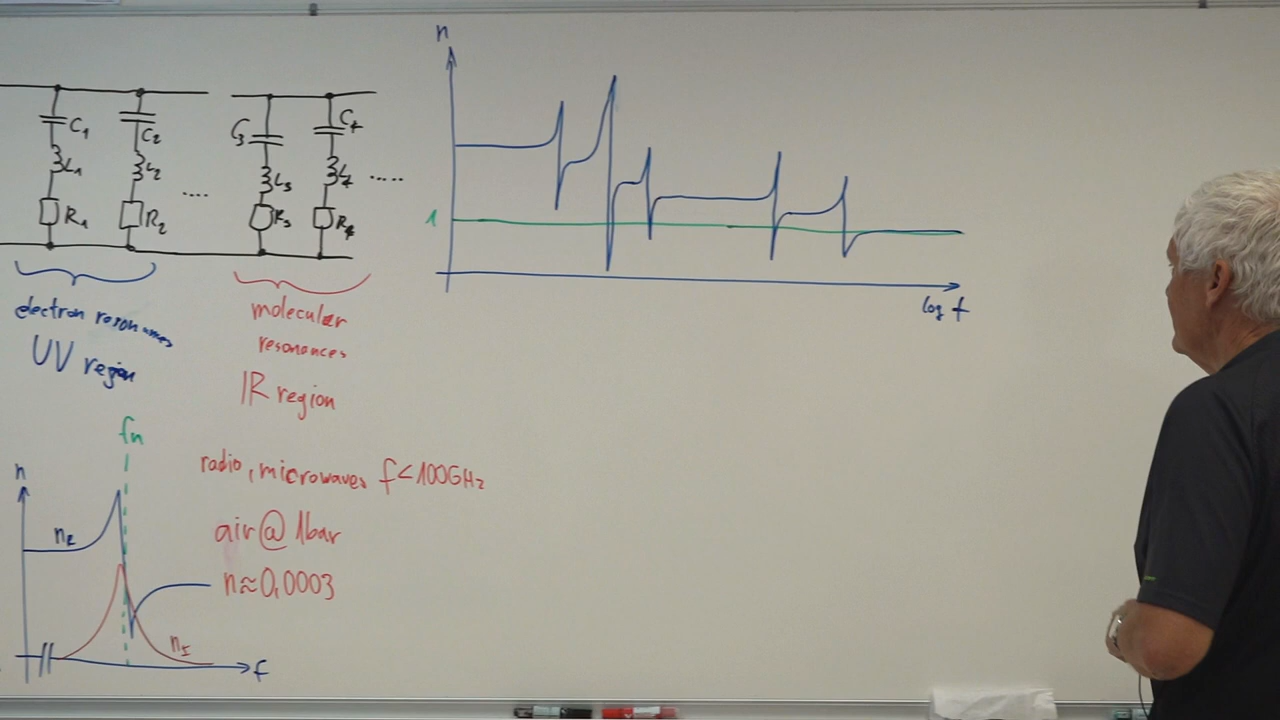 C1 C2 C3 C4
L1 L2 .... L3 L4 .....
R1 R2 R3 R4
electron resonances
UV region
molecular
resonances
IR region
n
1
log f
fn
n
nR
nI
f
radio, microwaves f<100GHz
air@1bar
n≈0,0003